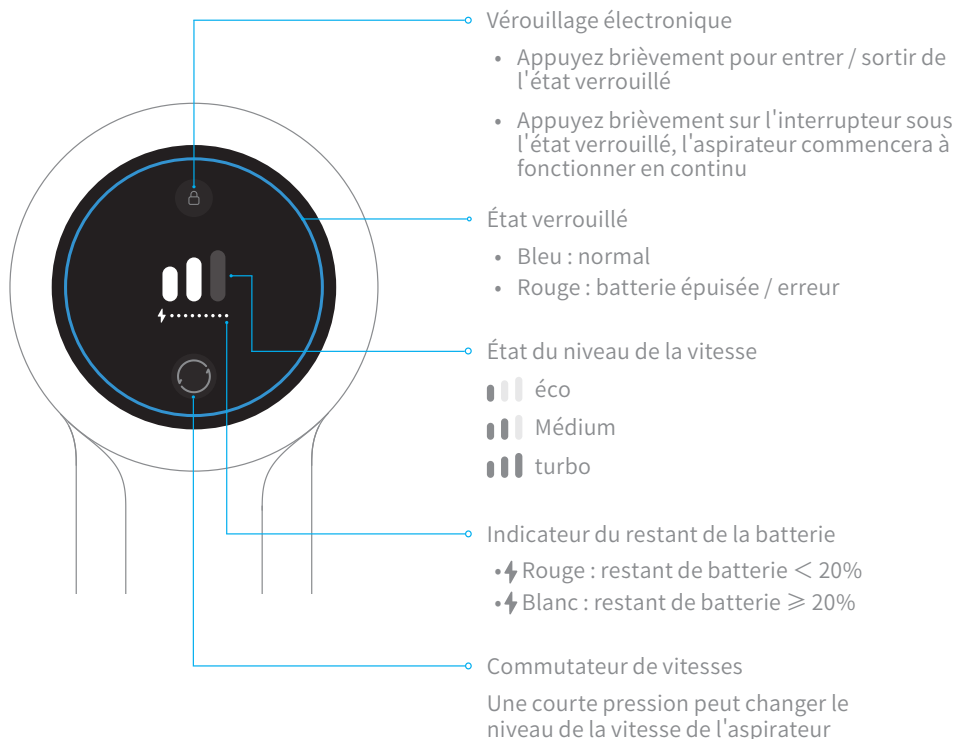 Vérouillage électronique
• Appuyez brièvement pour entrer / sortir de
l'état verrouillé
• Appuyez brièvement sur l'interrupteur sous
l'état verrouillé, l'aspirateur commencera à
fonctionner en continu
État verrouillé
• Bleu : normal
• Rouge : batterie épuisée / erreur
État du niveau de la vitesse
éco
Médium
turbo
Indicateur du restant de la batterie
• Rouge : restant de batterie < 20%
• Blanc : restant de batterie ⩾ 20%
Commutateur de vitesses
Une courte pression peut changer le
niveau de la vitesse de l'aspirateur